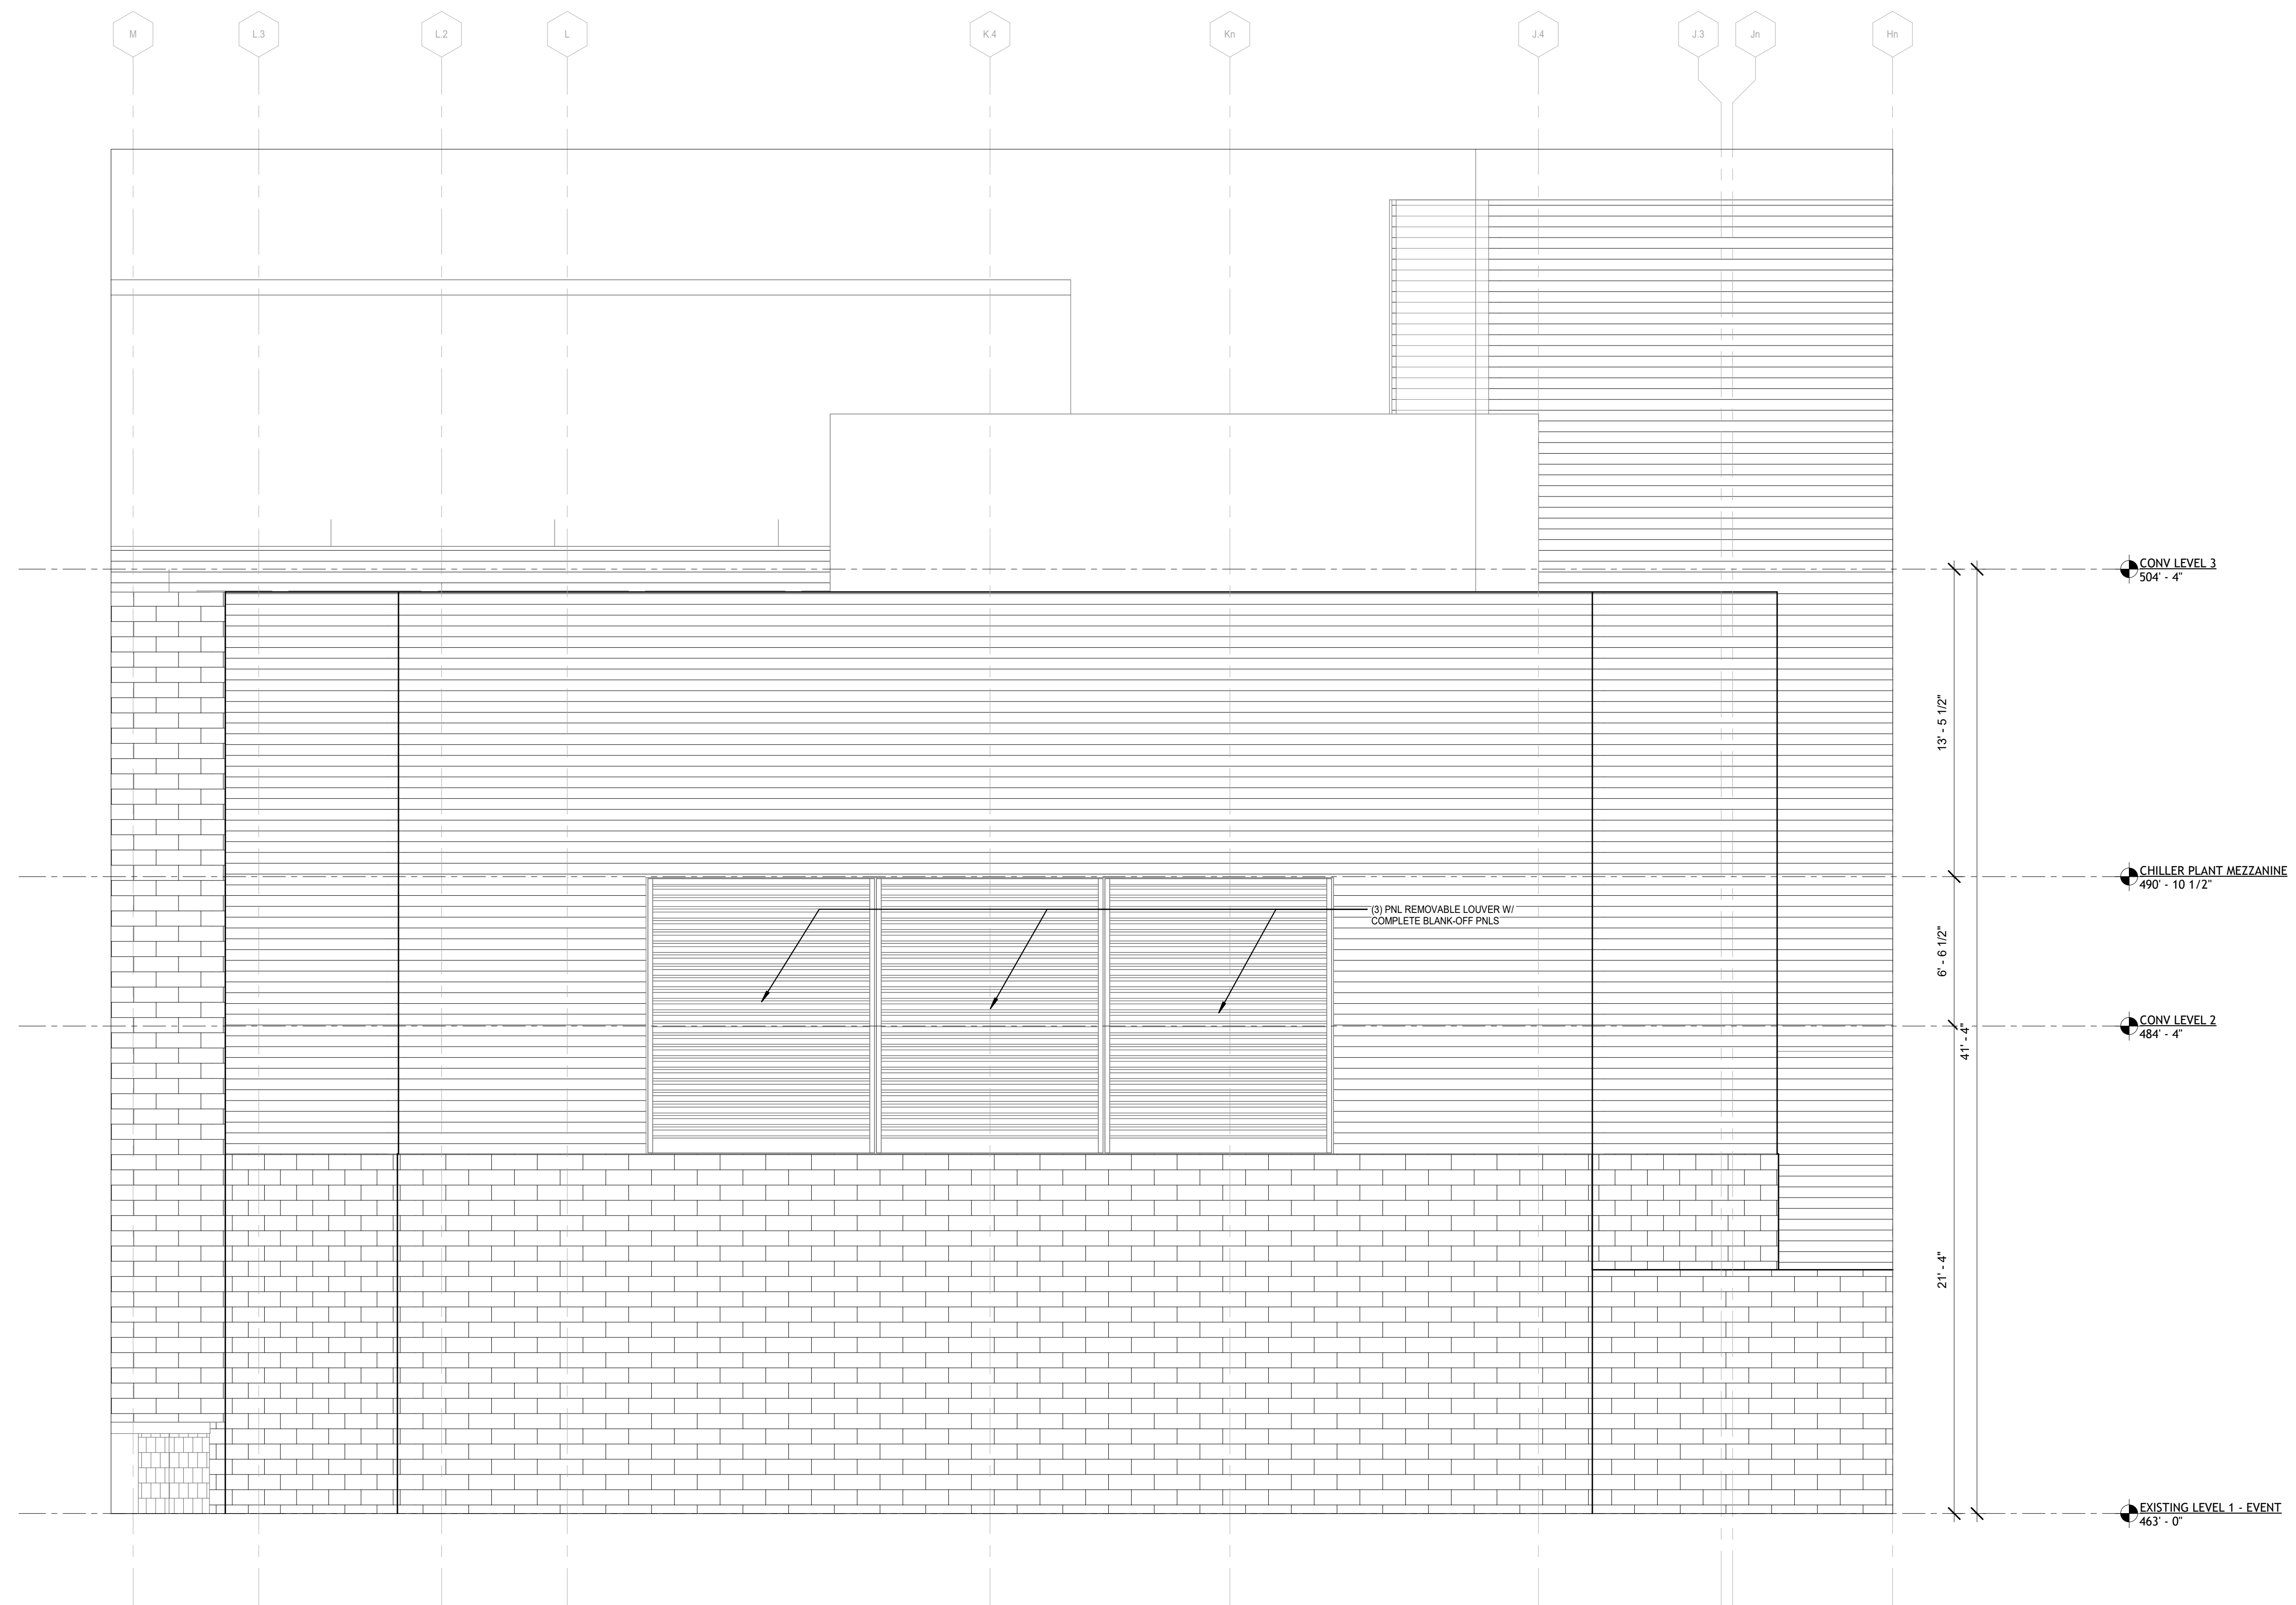 M
L.3
L.2
L
K.4
Kn
J.4
J.3
Jn
Hn
CONV LEVEL 3
504' - 4"
13' - 5 1/2"
CHILLER PLANT MEZZANINE
490' - 10 1/2"
(3) PNL REMOVABLE LOUVER W/
COMPLETE BLANK-OFF PNLS
6' - 6 1/2"
CONV LEVEL 2
484' - 4"
41' - 4"
21' - 4"
EXISTING LEVEL 1 - EVENT
463' - 0"